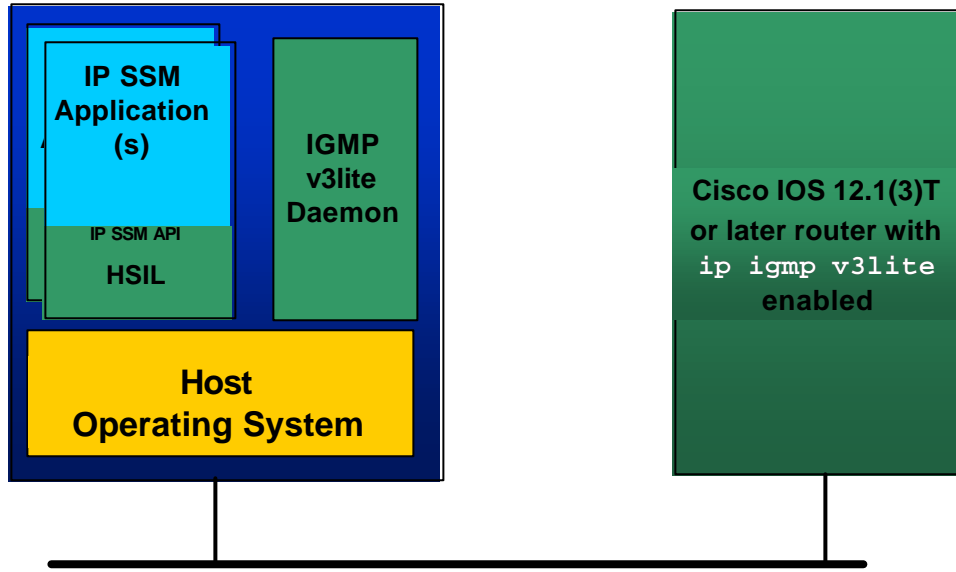 IP SSM
Application
(s)
IP SSM API
HSIL
IGMP
v3lite
Daemon
Host
Operating System
Cisco IOS 12.1(3)T
or later router with
ip igmp v3lite
enabled